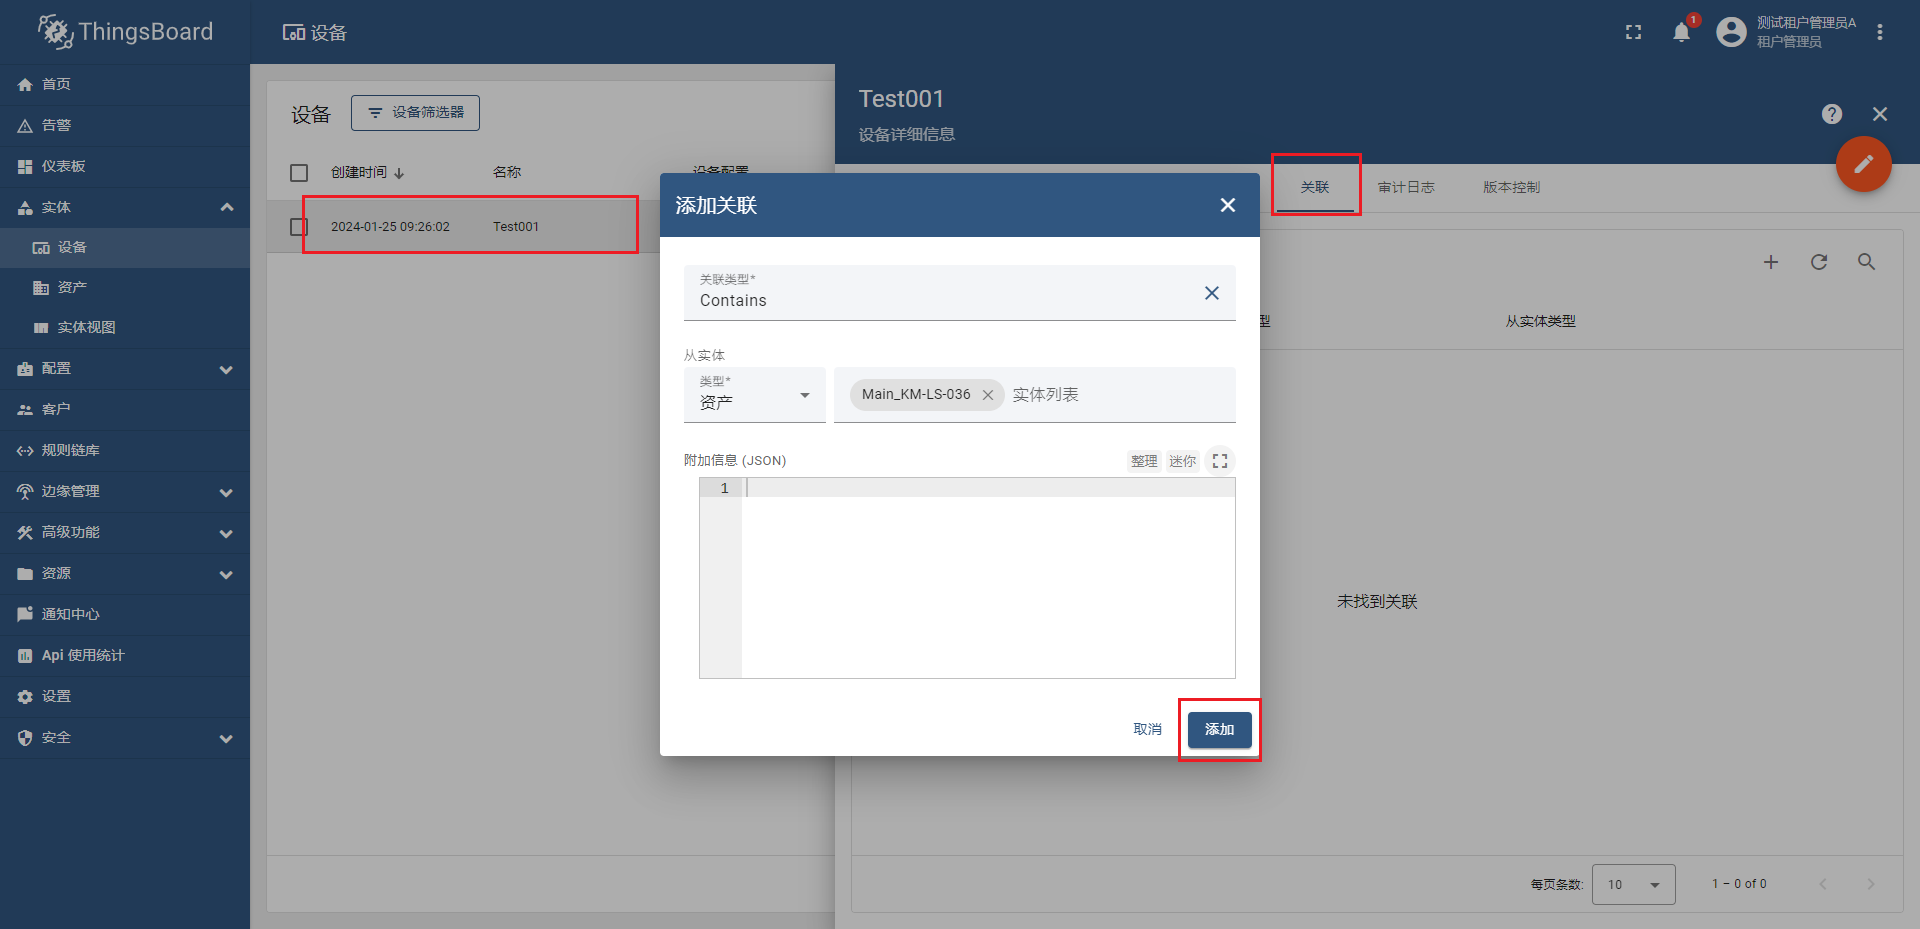 ThingsBoard
首页
告警
仪表板
实体
设备
资产
实体视图
配置
客户
规则链库
边缘管理
高级功能
资源
通知中心
Api 使用统计
设置
安全
设备
1
测试租户管理员A
租户管理员
设备
设备筛选器
创建时间
名称
设备配置
2024-01-25 09:26:02
Test001
Test001
设备详细信息
?
关联
审计日志
版本控制
型
从实体类型
未找到关联
每页条数:
10
1 – 0 of 0
添加关联
关联类型*
Contains
从实体
类型*
资产
Main_KM-LS-036
实体列表
附加信息 (JSON)
整理
迷你
1
取消
添加